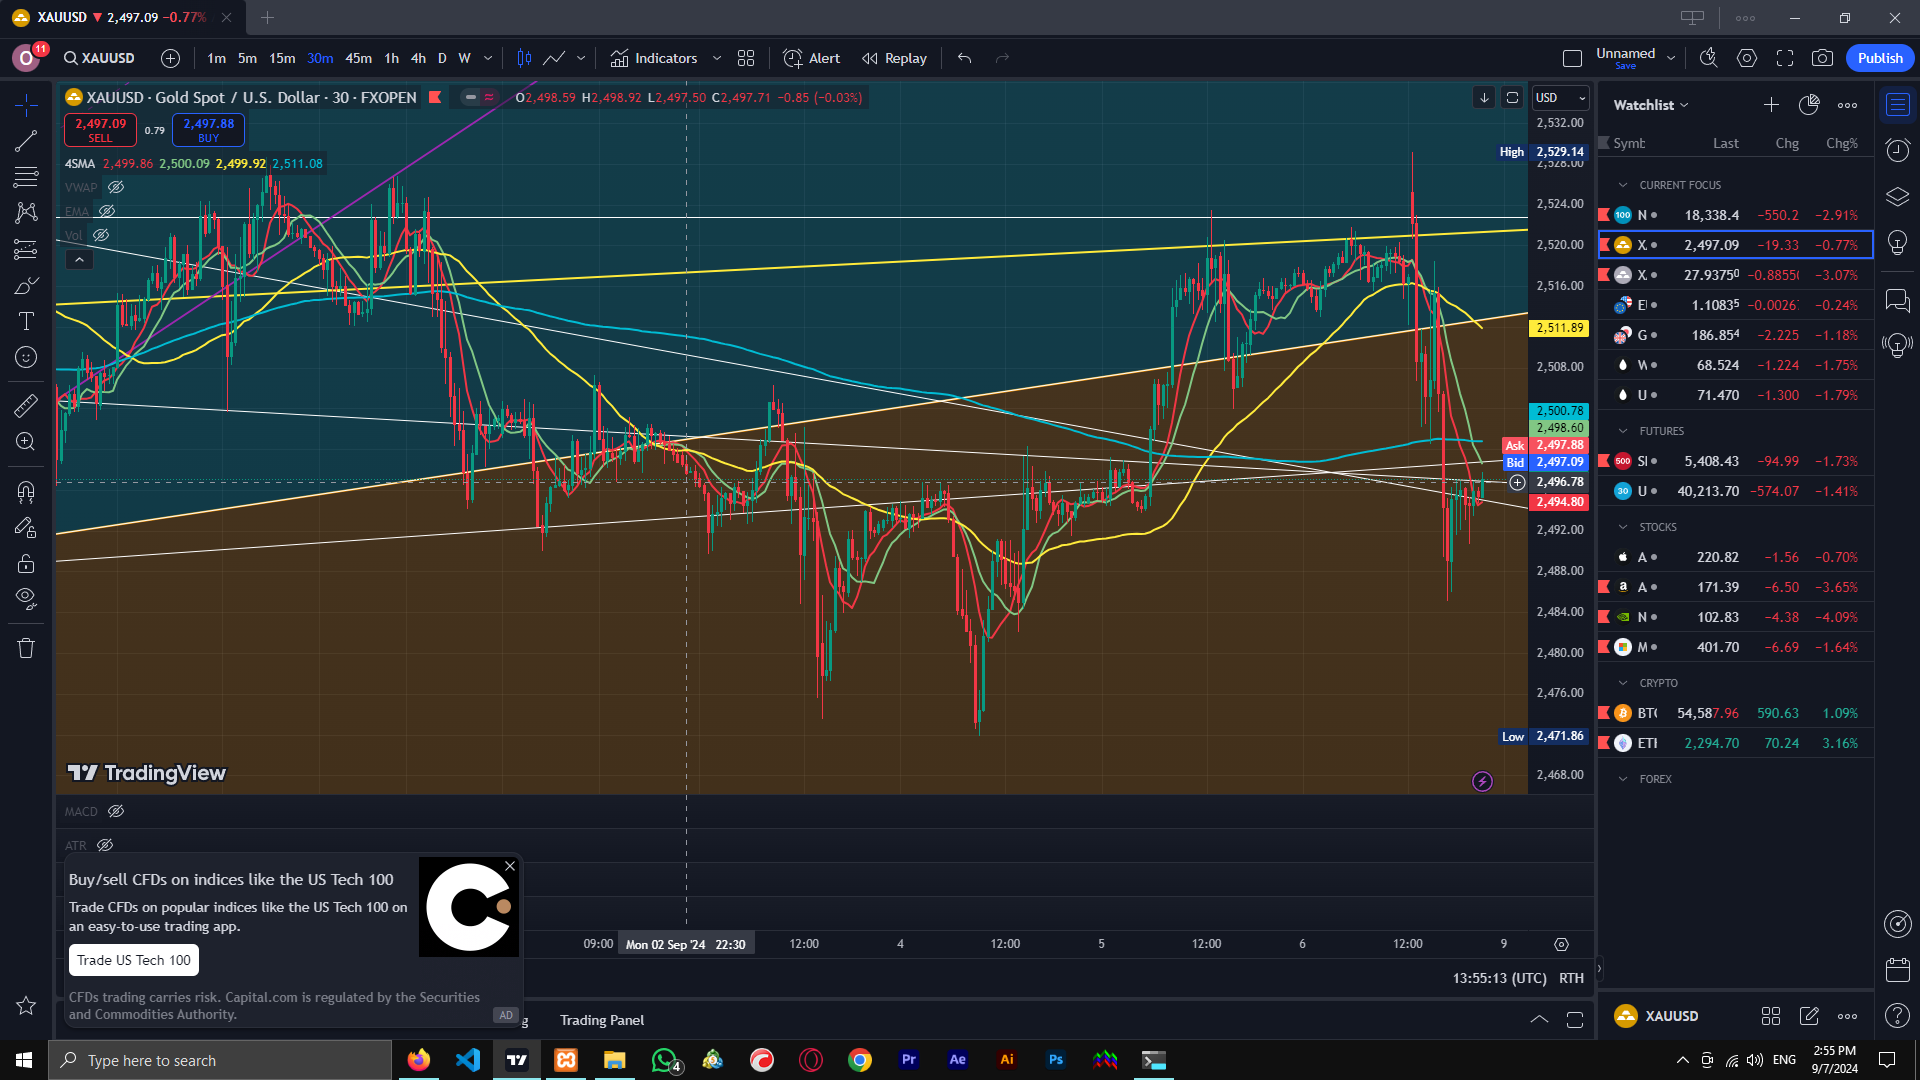 XAUUSD ▼ 2,497.09 −0.77%
O 11 XAUUSD 1m 5m 15m 30m 45m 1h 4h D W Indicators Alert Replay Unnamed Save Publish
XAUUSD · Gold Spot / U.S. Dollar · 30 · FXOPEN O2,498.59 H2,498.92 L2,497.50 C2,497.71 −0.85 (−0.03%)
2,497.09 SELL 0.79 2,497.88 BUY
4SMA 2,499.86 2,500.09 2,499.92 2,511.08
VWAP
EMA
Vol
USD
2,532.00
High 2,529.14
2,528.00
2,524.00
2,520.00
2,516.00
2,511.89
2,508.00
2,500.78
2,498.60
Ask 2,497.88
Bid 2,497.09
2,496.78
2,494.80
2,492.00
2,488.00
2,484.00
2,480.00
2,476.00
Low 2,471.86
2,468.00
TradingView
MACD
ATR
Buy/sell CFDs on indices like the US Tech 100
Trade CFDs on popular indices like the US Tech 100 on
an easy-to-use trading app.
Trade US Tech 100
CFDs trading carries risk. Capital.com is regulated by the Securities
and Commodities Authority.
AD
09:00 Mon 02 Sep '24 22:30 12:00 4 12:00 5 12:00 6 12:00 9
13:55:13 (UTC) RTH
g Trading Panel
Watchlist
Symb Last Chg Chg%
CURRENT FOCUS
100 N 18,338.4 −550.2 −2.91%
X. 2,497.09 −19.33 −0.77%
X. 27.93750 −0.8855 −3.07%
E 1.10835 −0.0026 −0.24%
G 186.854 −2.225 −1.18%
W 68.524 −1.224 −1.75%
U 71.470 −1.300 −1.79%
FUTURES
500 S 5,408.43 −94.99 −1.73%
30 U 40,213.70 −574.07 −1.41%
STOCKS
A 220.82 −1.56 −0.70%
a A 171.39 −6.50 −3.65%
N 102.83 −4.38 −4.09%
M 401.70 −6.69 −1.64%
CRYPTO
BTC 54,587.96 590.63 1.09%
ETH 2,294.70 70.24 3.16%
FOREX
XAUUSD
Type here to search
4
Pr Ae Ai Ps
ENG
2:55 PM
9/7/2024